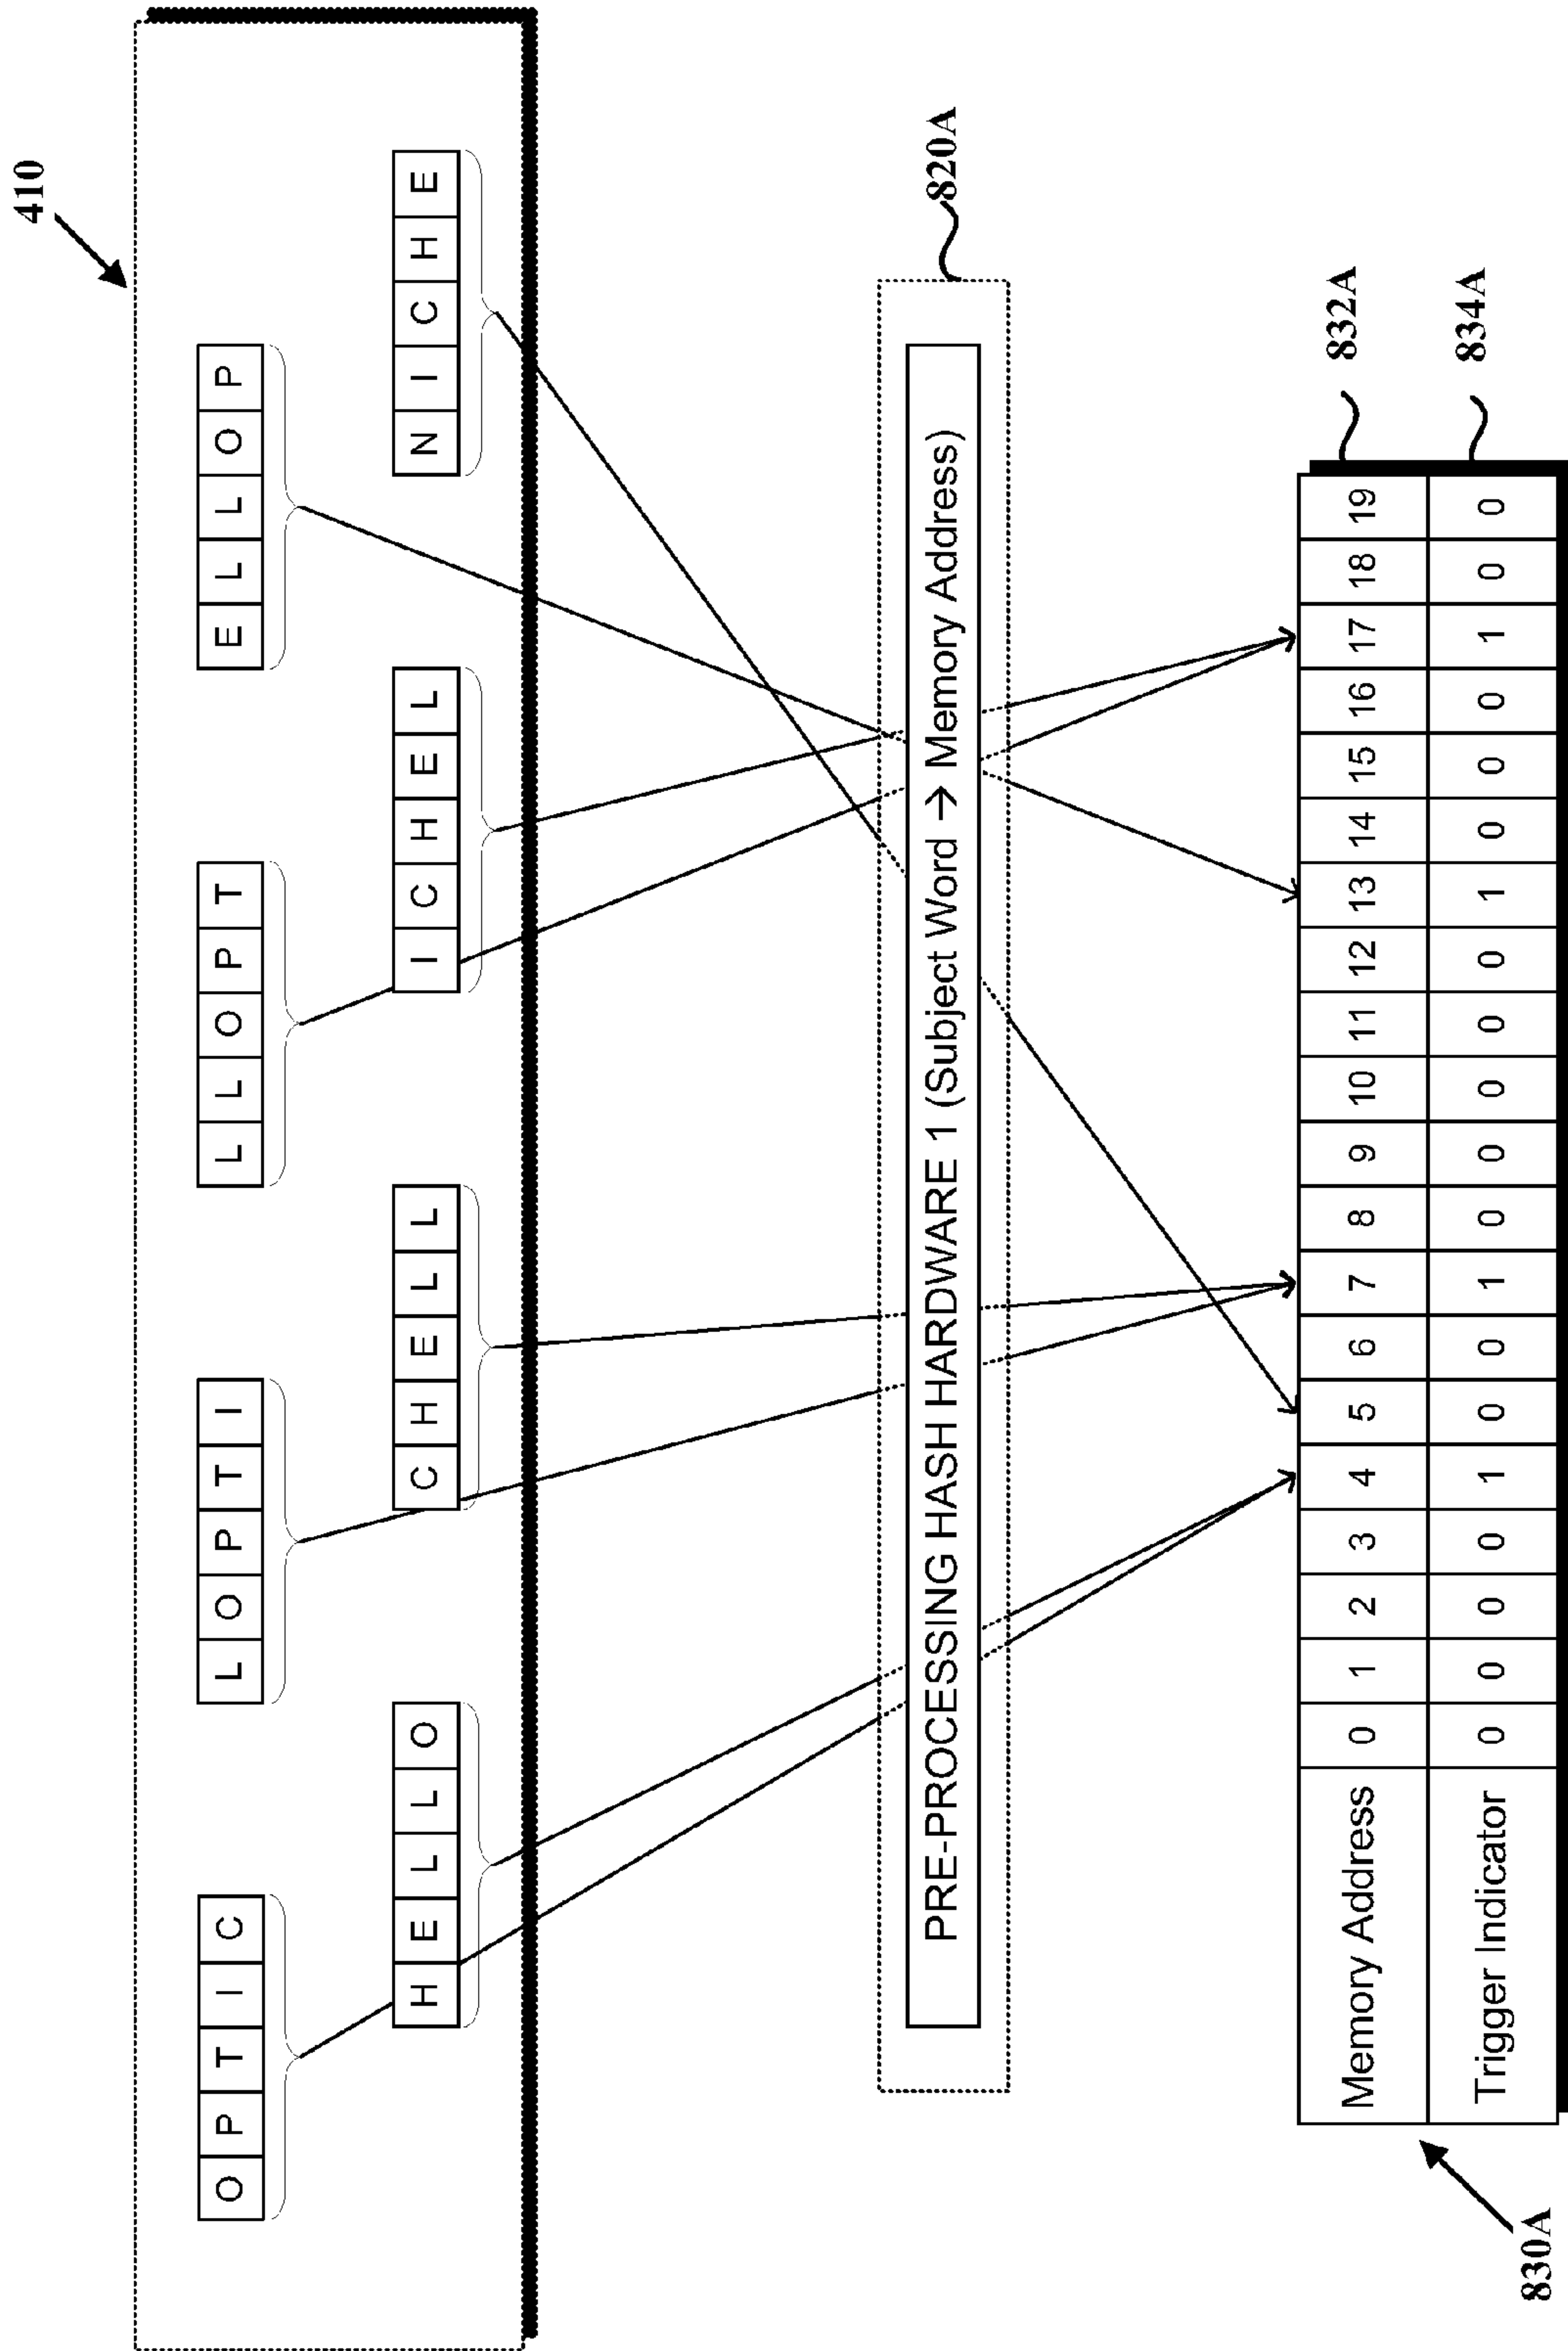 410
O P T I C
L O P T I
L L O P T
E L L O P
H E L L O
C H E L L
I C H E L
N I C H E
820A
PRE-PROCESSING HASH HARDWARE 1 (Subject Word → Memory Address)
832A
834A
Memory Address 0 1 2 3 4 5 6 7 8 9 10 11 12 13 14 15 16 17 18 19
Trigger Indicator 0 0 0 0 1 0 0 1 0 0 0 0 0 1 0 0 0 1 0 0
830A